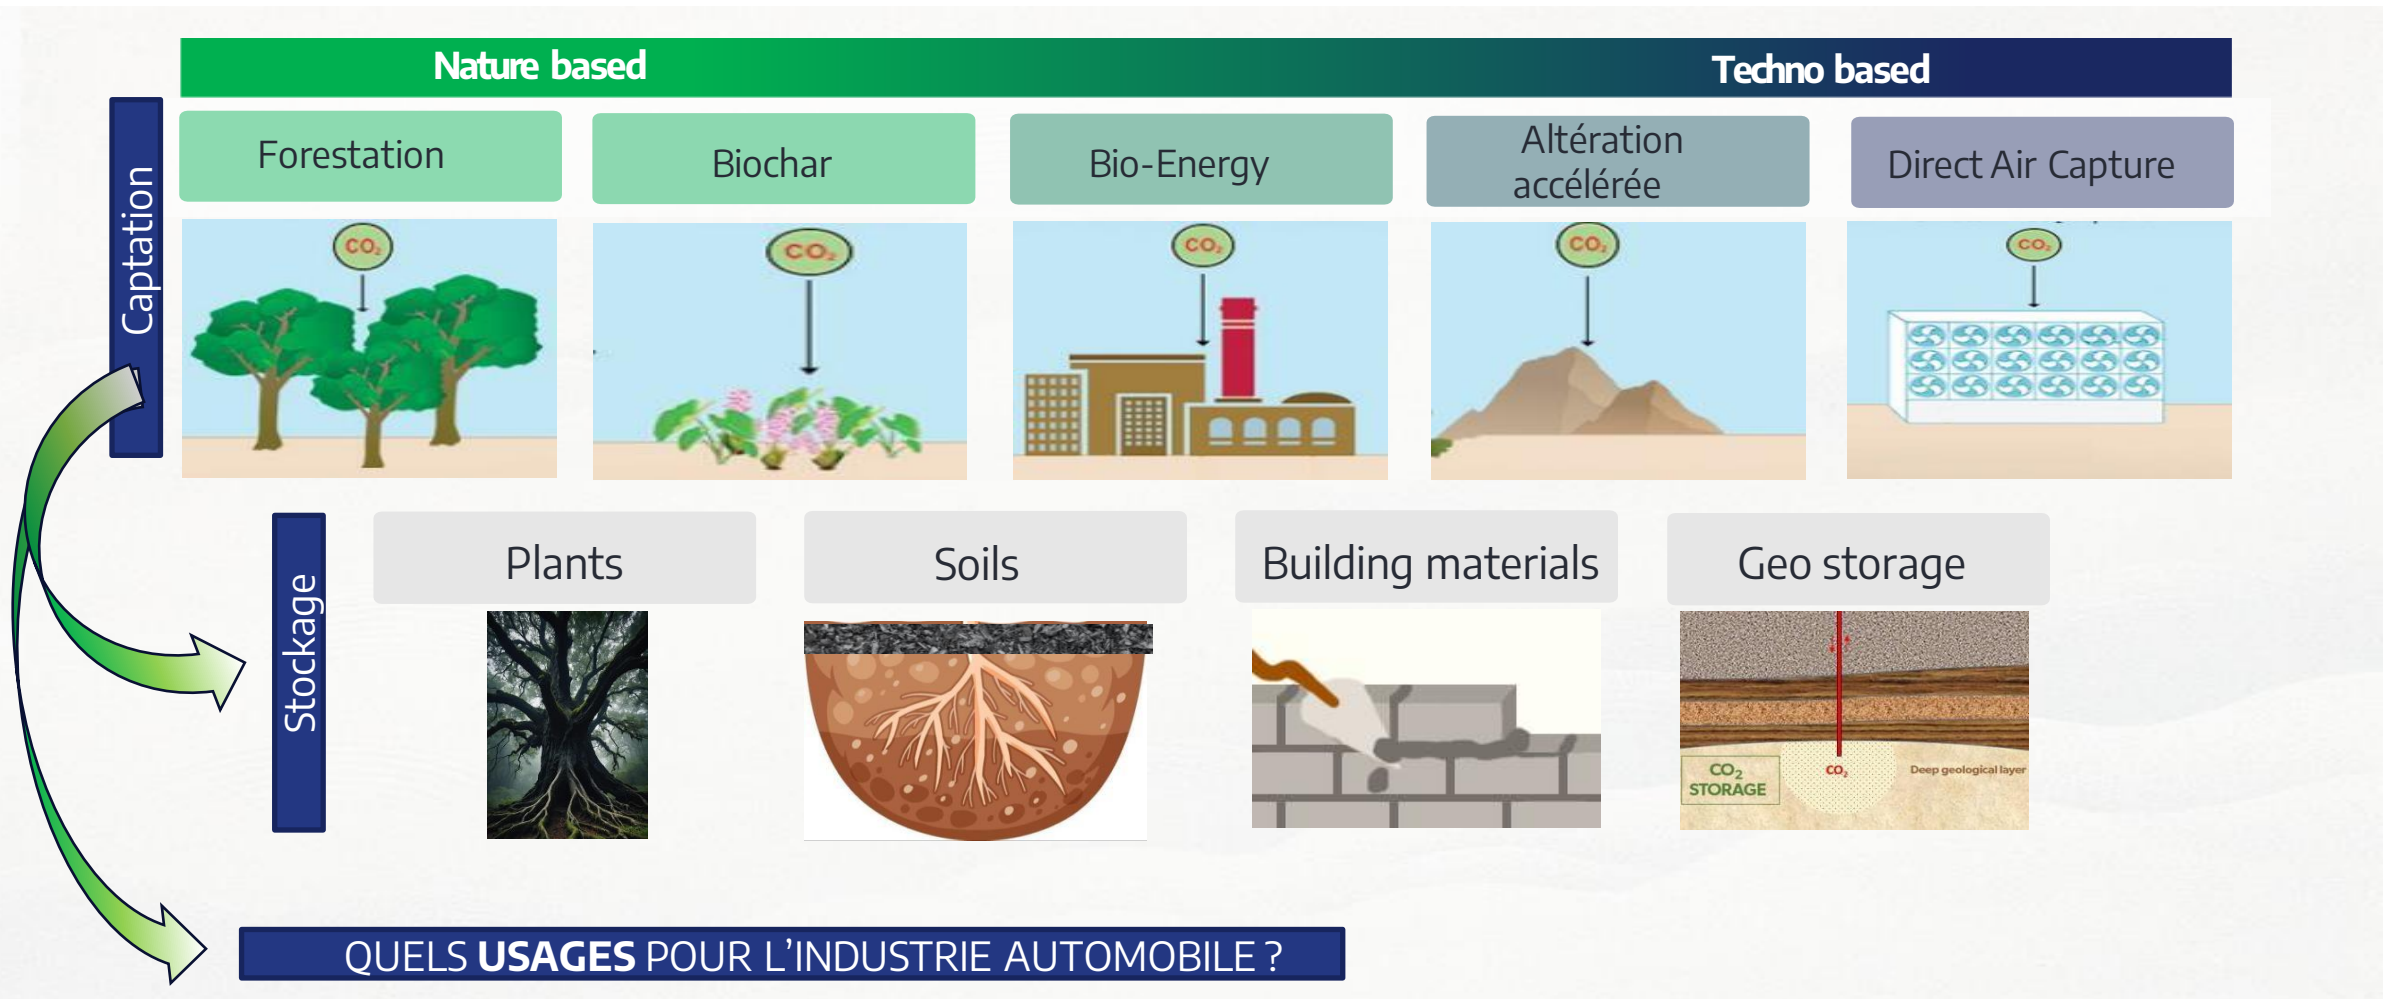 Nature based
Techno based
Captation
Forestation
Biochar
Bio-Energy
Altération
accélérée
Direct Air Capture
CO₂
CO₂
CO₂
CO₂
CO₂
Stockage
Plants
Soils
Building materials
Geo storage
CO₂
STORAGE
CO₂
Deep geological layer
QUELS USAGES POUR L'INDUSTRIE AUTOMOBILE ?